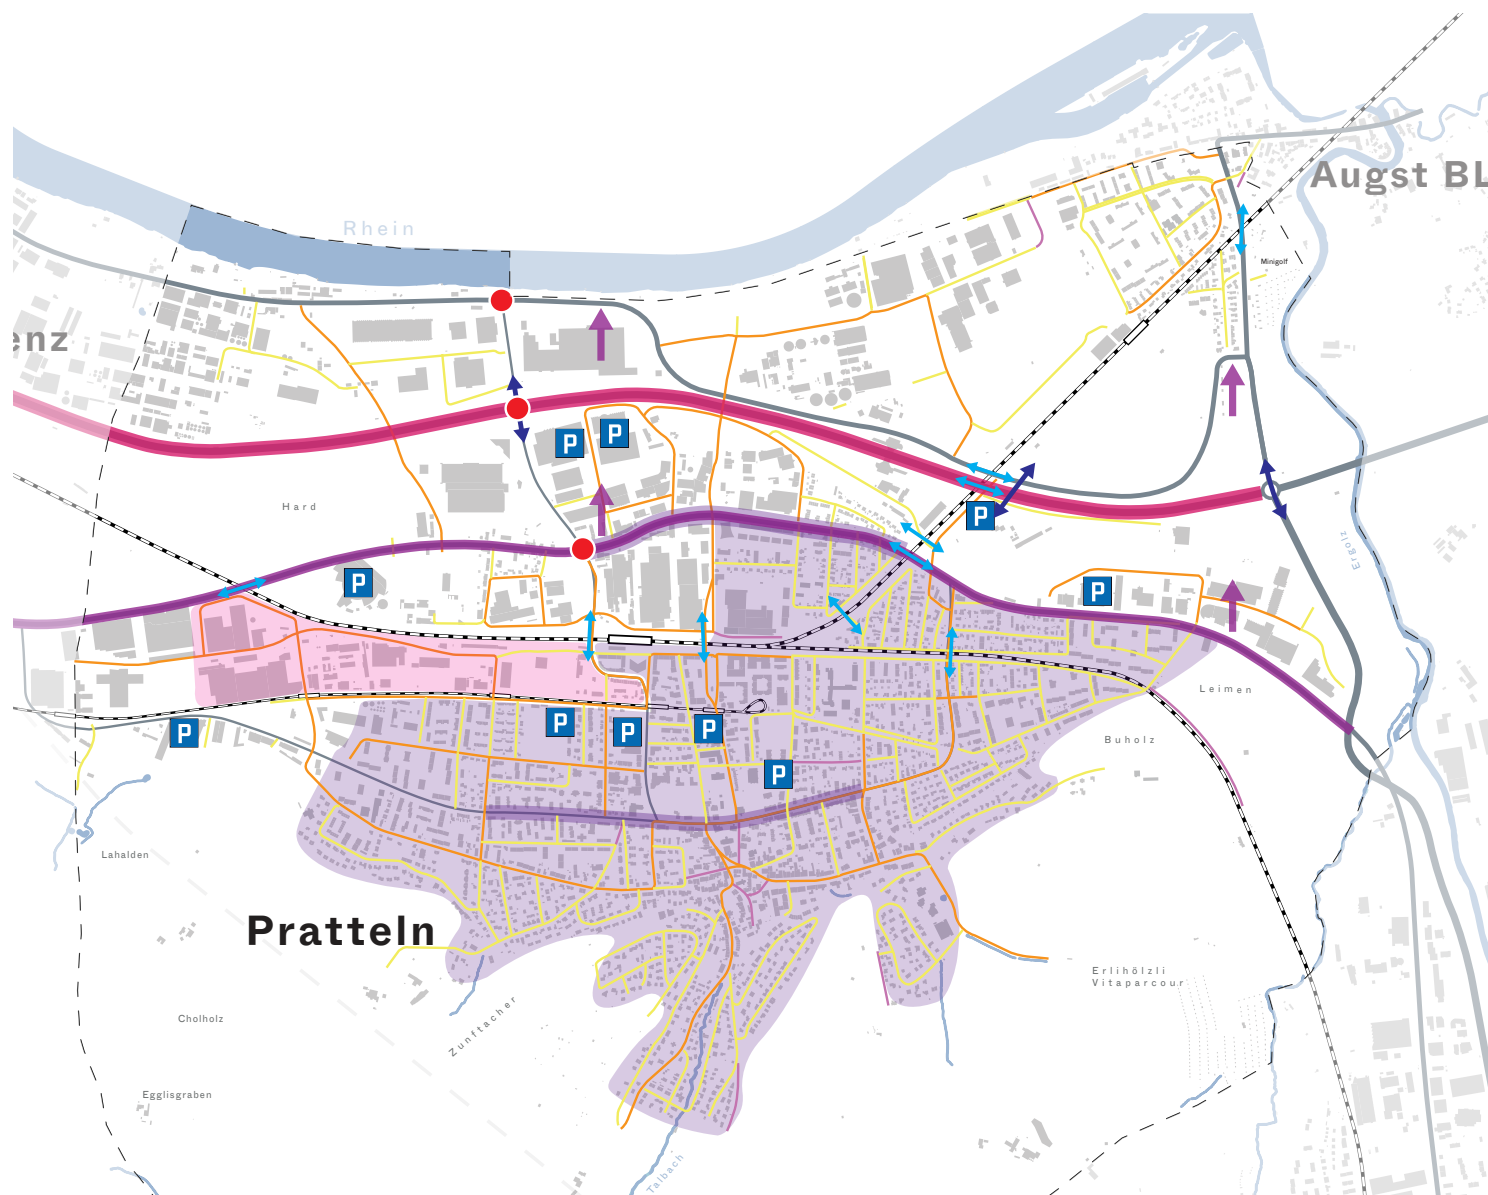 Augst BL
Rhein
Minigolf
enz
P
P
Hard
P
Ergolz
P
P
Leimen
P
P
P
P
Buholz
P
Lahalden
Pratteln
Erlihölzli
Vitaparcour
Cholholz
Zunftacher
Egglisgraben
Talbach